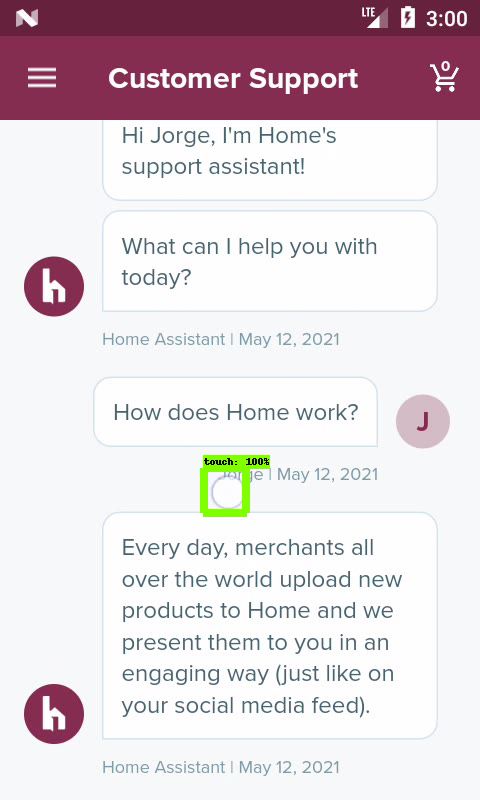 LTE 3:00
Customer Support
0
Hi Jorge, I'm Home's
support assistant!
What can I help you with
today?
h
Home Assistant | May 12, 2021
How does Home work?
J
touch: 100%
Jorge | May 12, 2021
Every day, merchants all
over the world upload new
products to Home and we
present them to you in an
engaging way (just like on
your social media feed).
h
Home Assistant | May 12, 2021